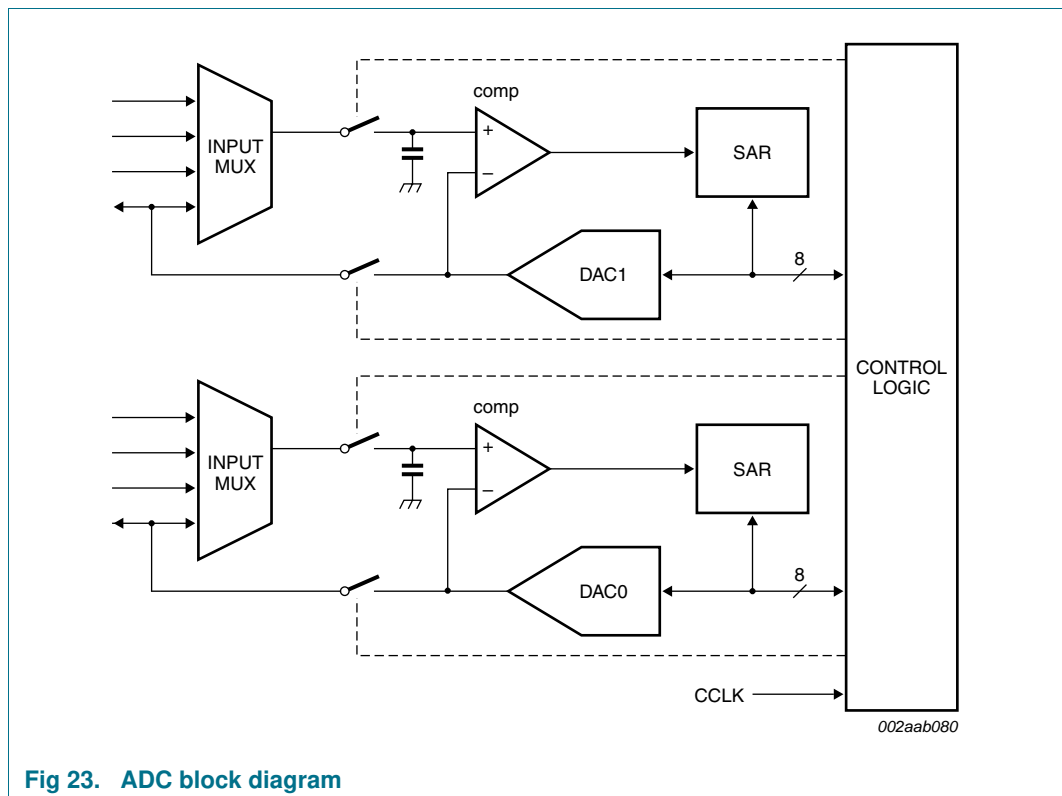 comp
+
INPUT
MUX
SAR
−
8
DAC1
CONTROL
LOGIC
comp
+
INPUT
MUX
SAR
−
8
DAC0
CCLK
002aab080
Fig 23. ADC block diagram